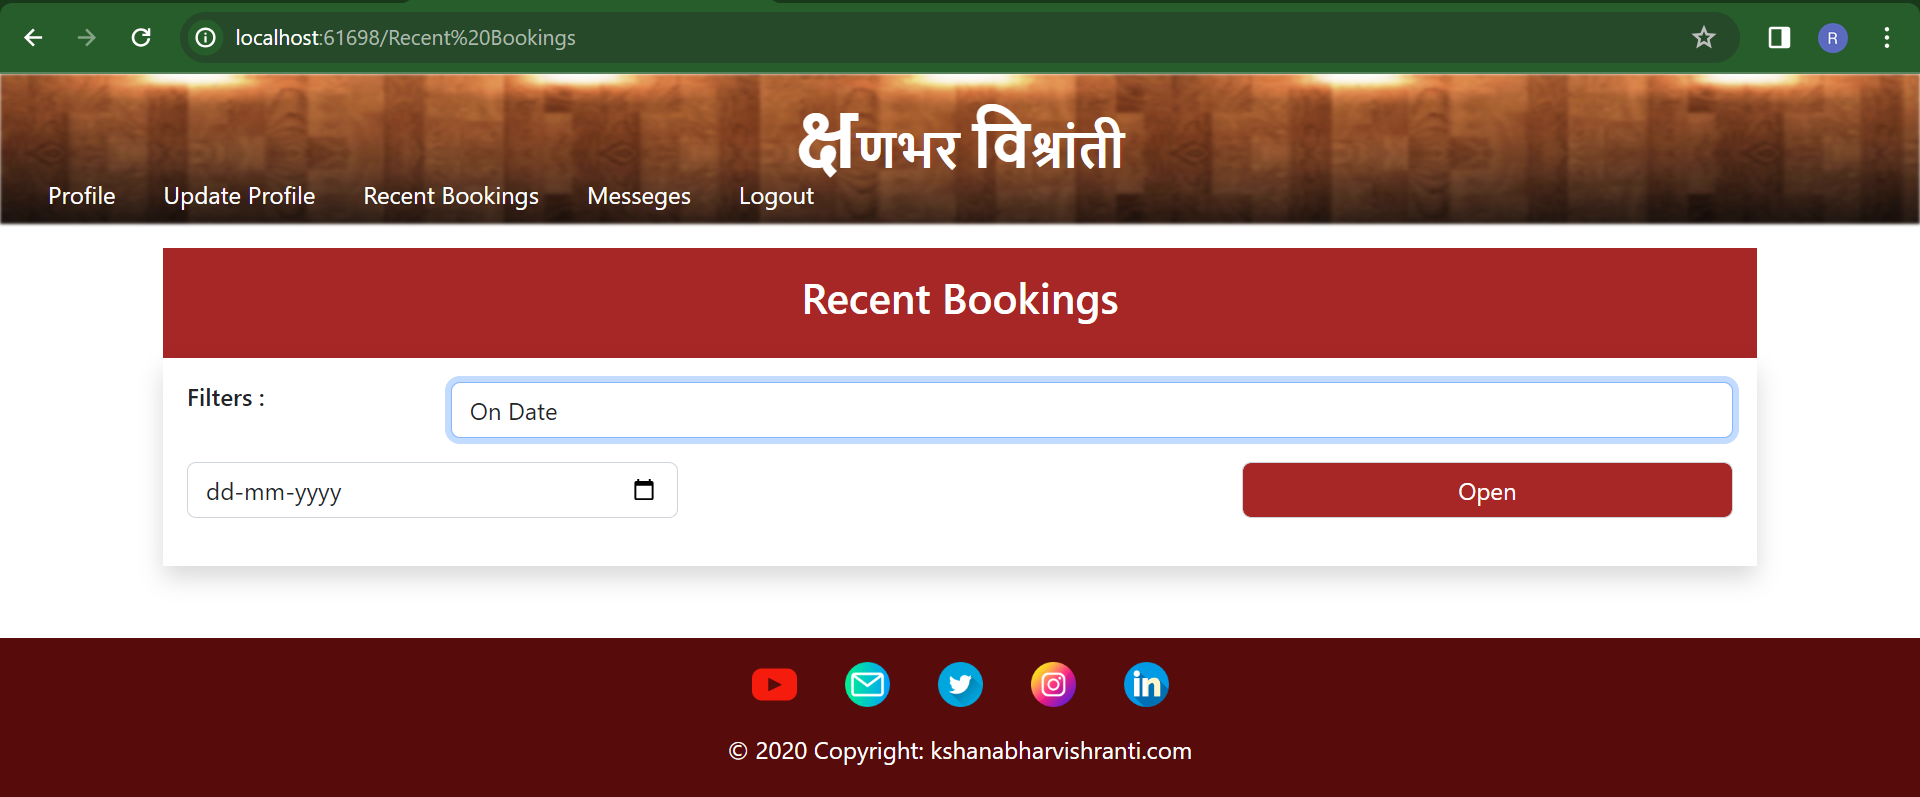 localhost:61698/Recent%20Bookings
R
क्षणभर विश्रांती
Profile Update Profile Recent Bookings Messeges Logout
Recent Bookings
Filters :
On Date
dd-mm-yyyy
Open
in
© 2020 Copyright: kshanabharvishranti.com